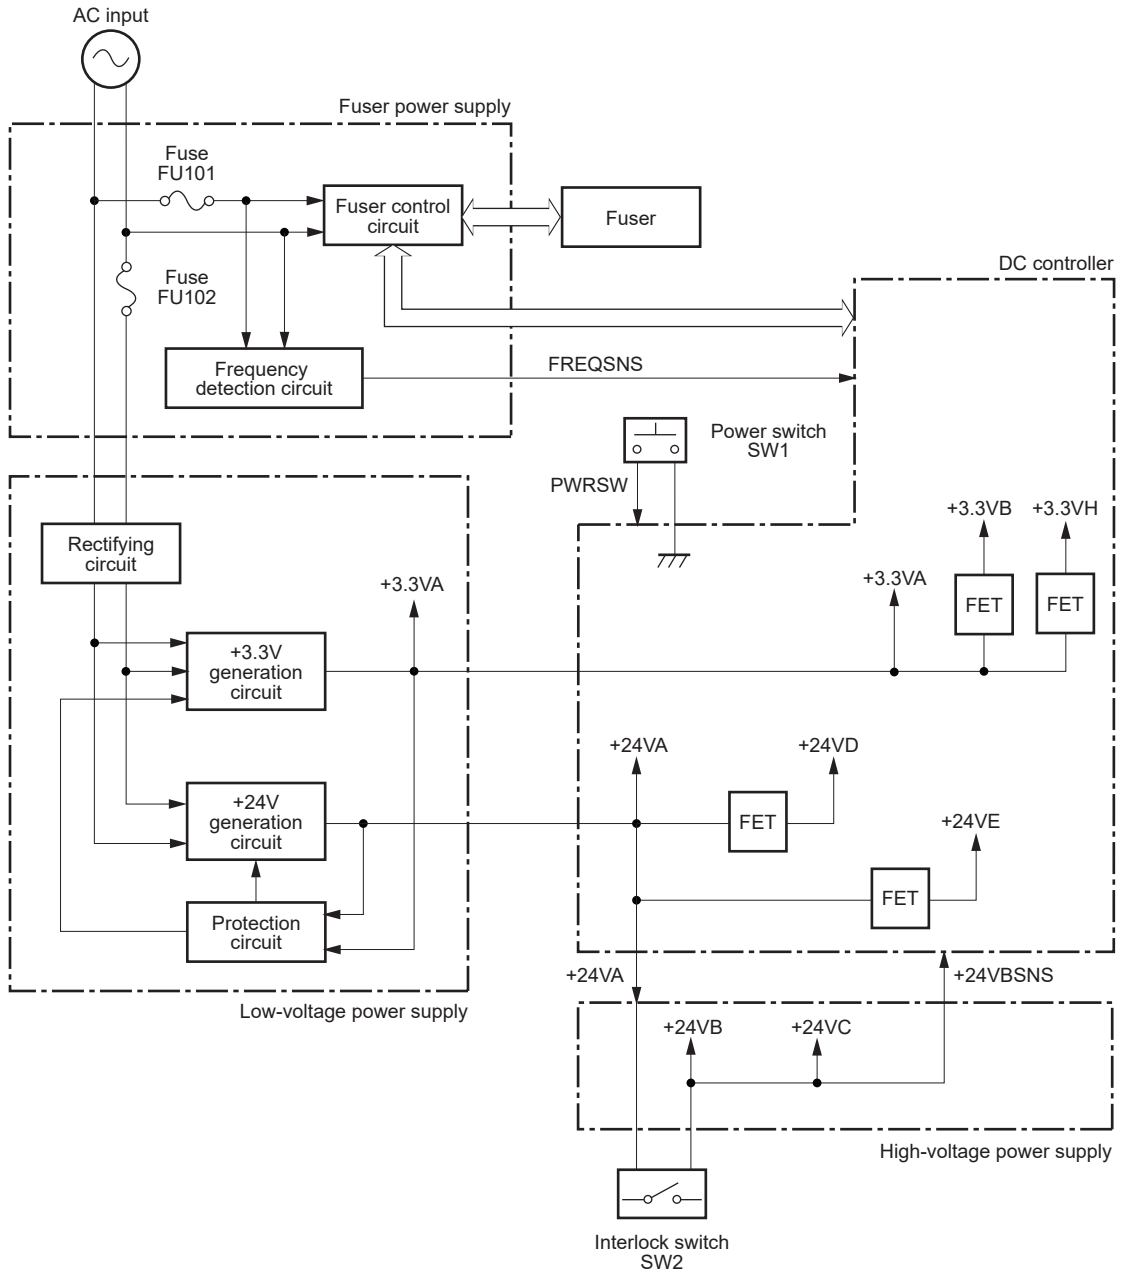 AC input
Fuser power supply
Fuse
FU101
Fuser control
circuit
Fuser
Fuse
FU102
DC controller
Frequency
detection circuit
FREQSNS
Power switch
SW1
PWRSW
Rectifying
circuit
+3.3VA
+3.3VA
+3.3VB
+3.3VH
FET
FET
+3.3V
generation
circuit
+24VA
+24VD
+24V
generation
circuit
FET
+24VE
FET
Protection
circuit
+24VA
+24VBSNS
Low-voltage power supply
+24VB
+24VC
High-voltage power supply
Interlock switch
SW2